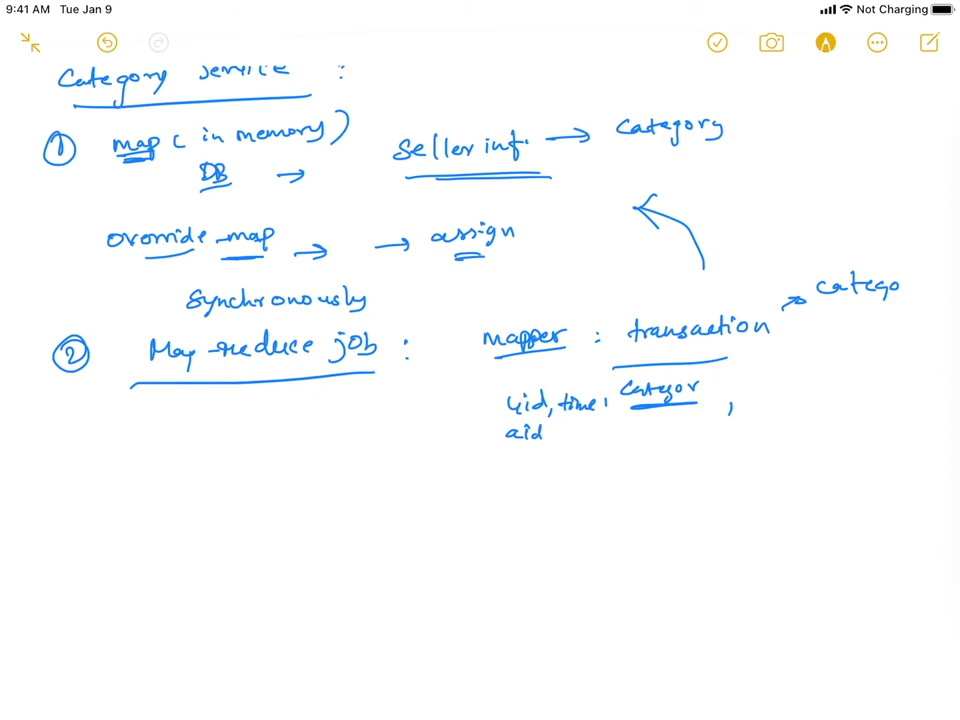 9:41 AM Tue Jan 9
Not Charging
Category service :
① map (in memory)
DB → Seller inf. → Category
override map → → assign
Synchronously
② Map reduce job : mapper : transaction → catego
uid, time, categor ,
aid